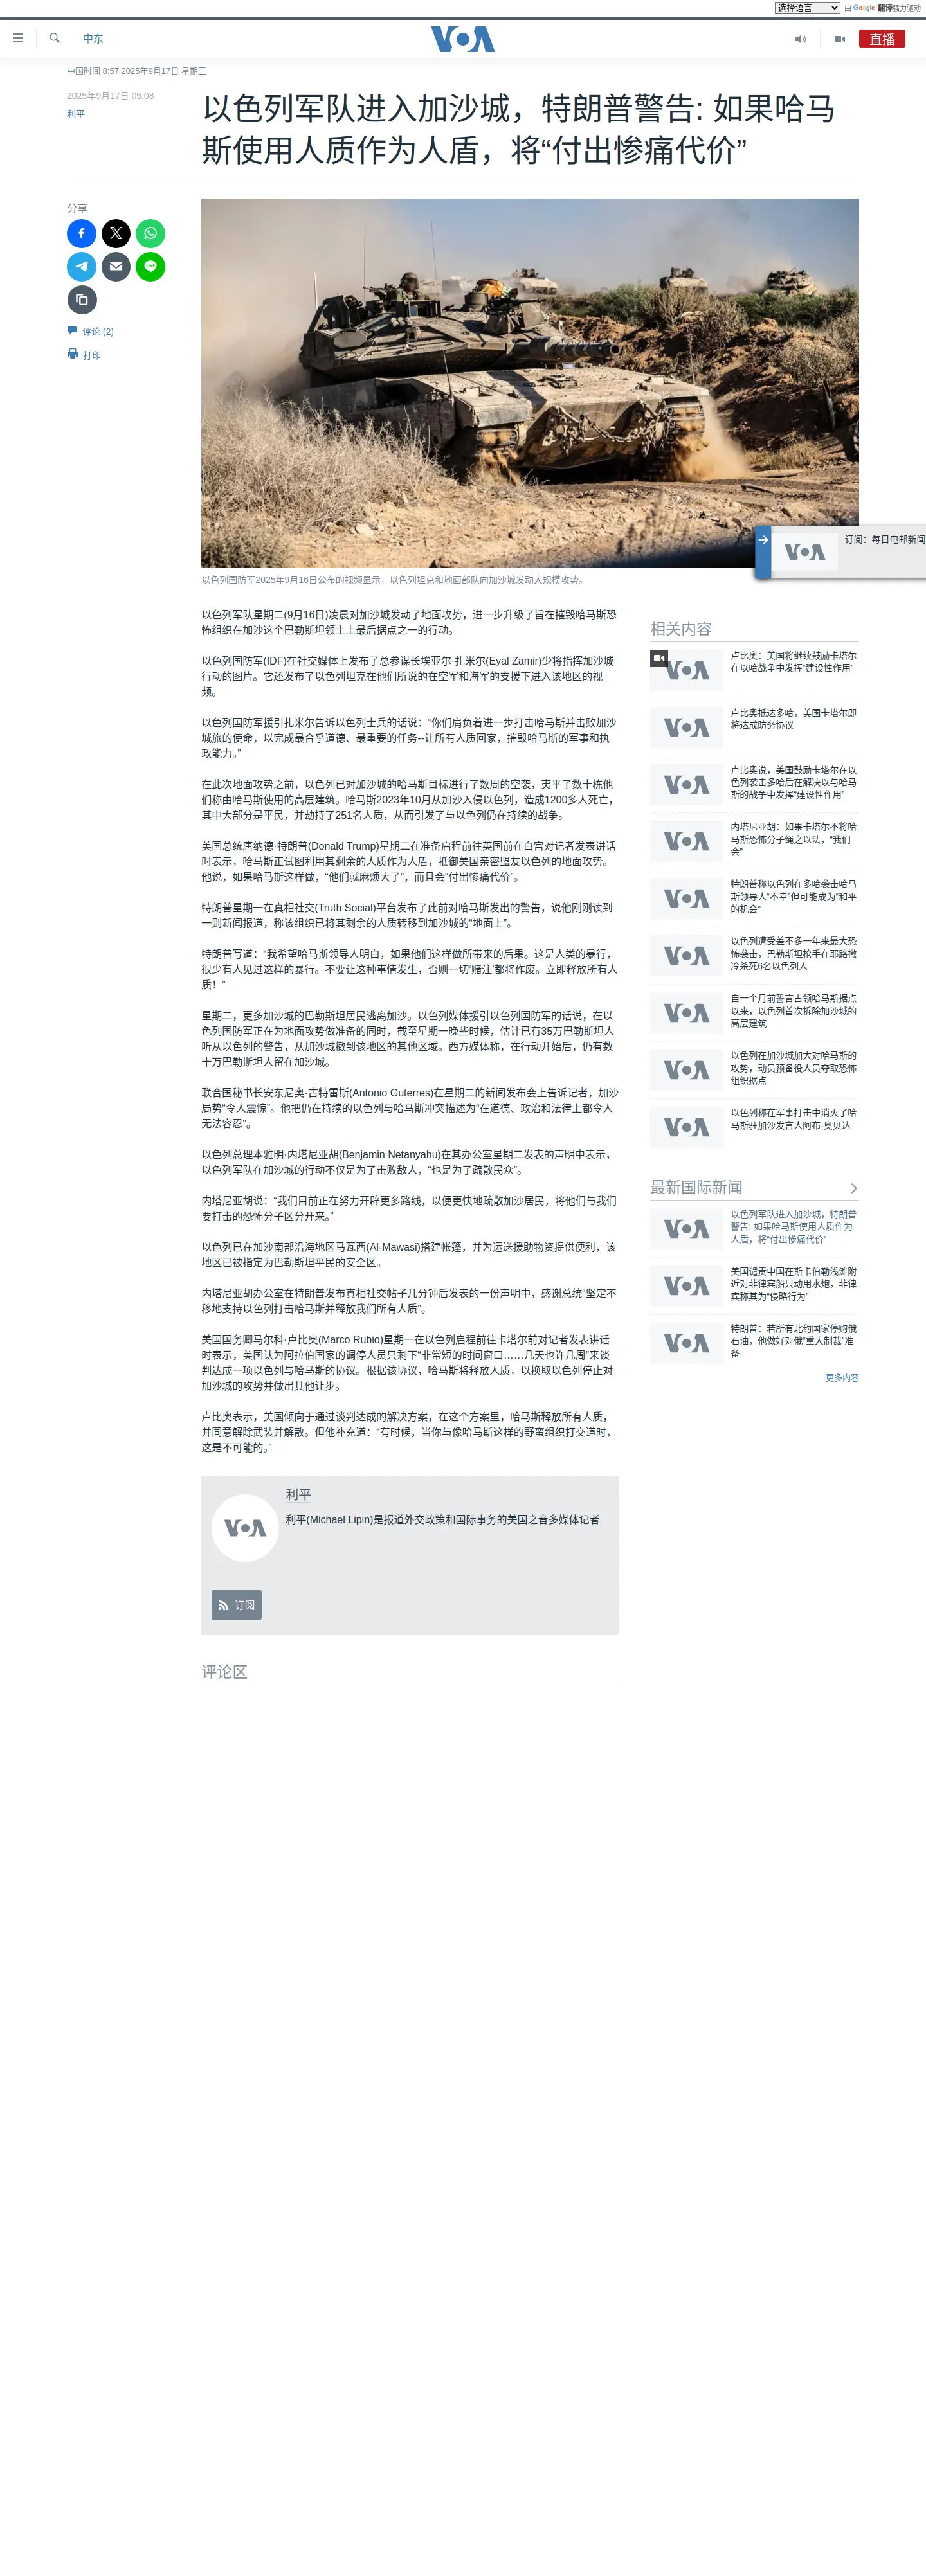 选择语言 由 Google 翻译强力驱动
中东
VOA
直播
中国时间 8:57 2025年9月17日 星期三
2025年9月17日 05:08
利平
以色列军队进入加沙城，特朗普警告: 如果哈马
斯使用人质作为人盾，将“付出惨痛代价”
分享
LINE
评论 (2)
打印
VOA
订阅：每日电邮新闻
以色列国防军2025年9月16日公布的视频显示，以色列坦克和地面部队向加沙城发动大规模攻势。
以色列军队星期二(9月16日)凌晨对加沙城发动了地面攻势，进一步升级了旨在摧毁哈马斯恐
怖组织在加沙这个巴勒斯坦领土上最后据点之一的行动。
以色列国防军(IDF)在社交媒体上发布了总参谋长埃亚尔·扎米尔(Eyal Zamir)少将指挥加沙城
行动的图片。它还发布了以色列坦克在他们所说的在空军和海军的支援下进入该地区的视
频。
以色列国防军援引扎米尔告诉以色列士兵的话说：“你们肩负着进一步打击哈马斯并击败加沙
城旅的使命，以完成最合乎道德、最重要的任务--让所有人质回家，摧毁哈马斯的军事和执
政能力。”
在此次地面攻势之前，以色列已对加沙城的哈马斯目标进行了数周的空袭，夷平了数十栋他
们称由哈马斯使用的高层建筑。哈马斯2023年10月从加沙入侵以色列，造成1200多人死亡，
其中大部分是平民，并劫持了251名人质，从而引发了与以色列仍在持续的战争。
美国总统唐纳德·特朗普(Donald Trump)星期二在准备启程前往英国前在白宫对记者发表讲话
时表示，哈马斯正试图利用其剩余的人质作为人盾，抵御美国亲密盟友以色列的地面攻势。
他说，如果哈马斯这样做，“他们就麻烦大了”，而且会“付出惨痛代价”。
特朗普星期一在真相社交(Truth Social)平台发布了此前对哈马斯发出的警告，说他刚刚读到
一则新闻报道，称该组织已将其剩余的人质转移到加沙城的“地面上”。
特朗普写道：“我希望哈马斯领导人明白，如果他们这样做所带来的后果。这是人类的暴行，
很少有人见过这样的暴行。不要让这种事情发生，否则一切‘赌注’都将作废。立即释放所有人
质！”
星期二，更多加沙城的巴勒斯坦居民逃离加沙。以色列媒体援引以色列国防军的话说，在以
色列国防军正在为地面攻势做准备的同时，截至星期一晚些时候，估计已有35万巴勒斯坦人
听从以色列的警告，从加沙城撤到该地区的其他区域。西方媒体称，在行动开始后，仍有数
十万巴勒斯坦人留在加沙城。
联合国秘书长安东尼奥·古特雷斯(Antonio Guterres)在星期二的新闻发布会上告诉记者，加沙
局势“令人震惊”。他把仍在持续的以色列与哈马斯冲突描述为“在道德、政治和法律上都令人
无法容忍”。
以色列总理本雅明·内塔尼亚胡(Benjamin Netanyahu)在其办公室星期二发表的声明中表示，
以色列军队在加沙城的行动不仅是为了击败敌人，“也是为了疏散民众”。
内塔尼亚胡说：“我们目前正在努力开辟更多路线，以便更快地疏散加沙居民，将他们与我们
要打击的恐怖分子区分开来。”
以色列已在加沙南部沿海地区马瓦西(Al-Mawasi)搭建帐篷，并为运送援助物资提供便利，该
地区已被指定为巴勒斯坦平民的安全区。
内塔尼亚胡办公室在特朗普发布真相社交帖子几分钟后发表的一份声明中，感谢总统“坚定不
移地支持以色列打击哈马斯并释放我们所有人质”。
美国国务卿马尔科·卢比奥(Marco Rubio)星期一在以色列启程前往卡塔尔前对记者发表讲话
时表示，美国认为阿拉伯国家的调停人员只剩下“非常短的时间窗口……几天也许几周”来谈
判达成一项以色列与哈马斯的协议。根据该协议，哈马斯将释放人质，以换取以色列停止对
加沙城的攻势并做出其他让步。
卢比奥表示，美国倾向于通过谈判达成的解决方案，在这个方案里，哈马斯释放所有人质，
并同意解除武装并解散。但他补充道：“有时候，当你与像哈马斯这样的野蛮组织打交道时，
这是不可能的。”
VOA
利平
利平(Michael Lipin)是报道外交政策和国际事务的美国之音多媒体记者
订阅
评论区
相关内容
VOA
卢比奥：美国将继续鼓励卡塔尔
在以哈战争中发挥“建设性作用”
VOA
卢比奥抵达多哈，美国卡塔尔即
将达成防务协议
VOA
卢比奥说，美国鼓励卡塔尔在以
色列袭击多哈后在解决以与哈马
斯的战争中发挥“建设性作用”
VOA
内塔尼亚胡：如果卡塔尔不将哈
马斯恐怖分子绳之以法，“我们
会”
VOA
特朗普称以色列在多哈袭击哈马
斯领导人“不幸”但可能成为“和平
的机会”
VOA
以色列遭受差不多一年来最大恐
怖袭击，巴勒斯坦枪手在耶路撒
冷杀死6名以色列人
VOA
自一个月前誓言占领哈马斯据点
以来，以色列首次拆除加沙城的
高层建筑
VOA
以色列在加沙城加大对哈马斯的
攻势，动员预备役人员夺取恐怖
组织据点
VOA
以色列称在军事打击中消灭了哈
马斯驻加沙发言人阿布·奥贝达
最新国际新闻
VOA
以色列军队进入加沙城，特朗普
警告: 如果哈马斯使用人质作为
人盾，将“付出惨痛代价”
VOA
美国谴责中国在斯卡伯勒浅滩附
近对菲律宾船只动用水炮，菲律
宾称其为“侵略行为”
VOA
特朗普：若所有北约国家停购俄
石油，他做好对俄“重大制裁”准
备
更多内容